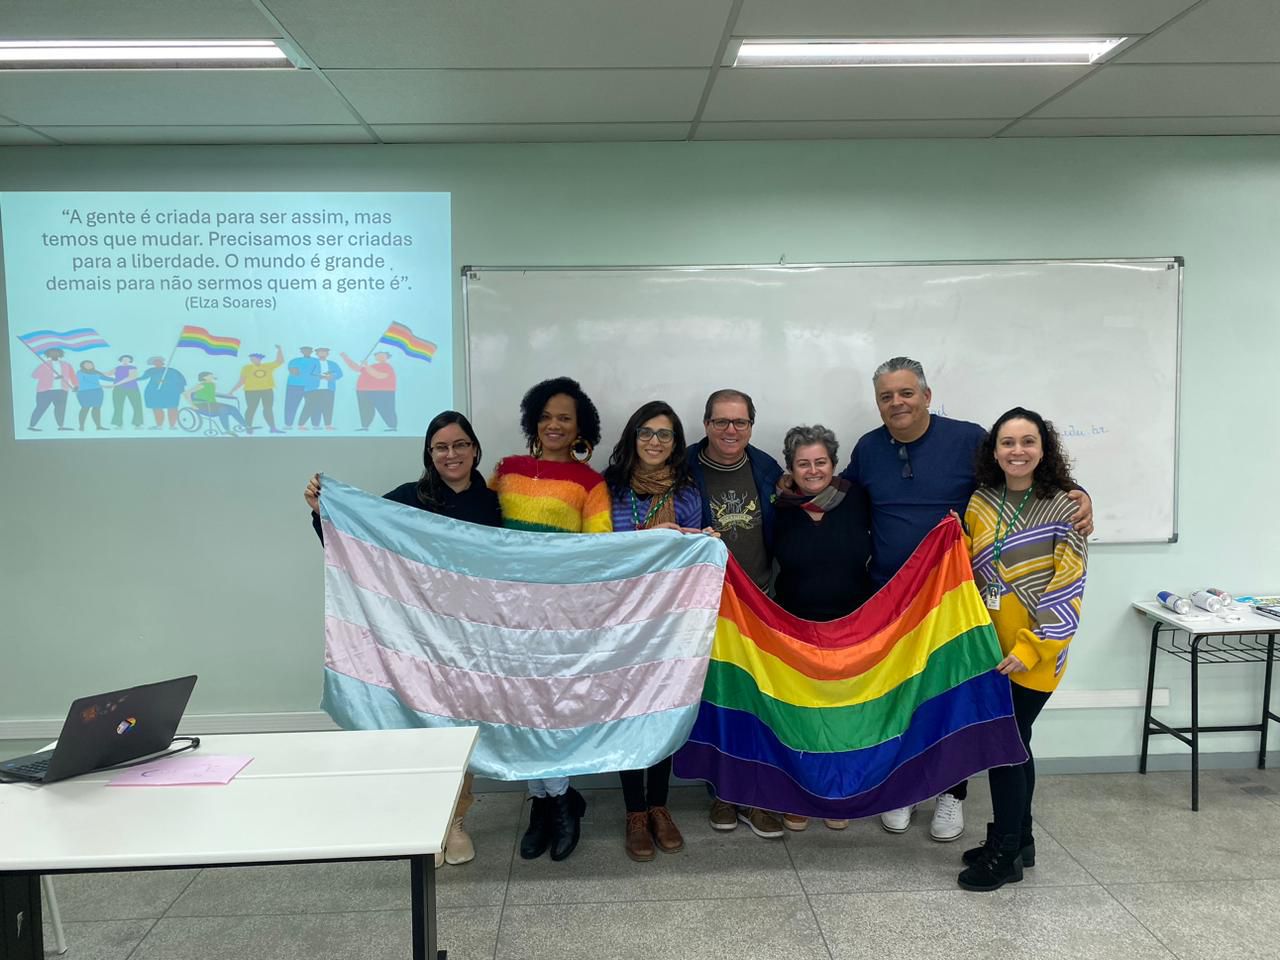 “A gente é criada para ser assim, mas
temos que mudar. Precisamos ser criadas
para a liberdade. O mundo é grande
demais para não sermos quem a gente é”.
(Elza Soares)